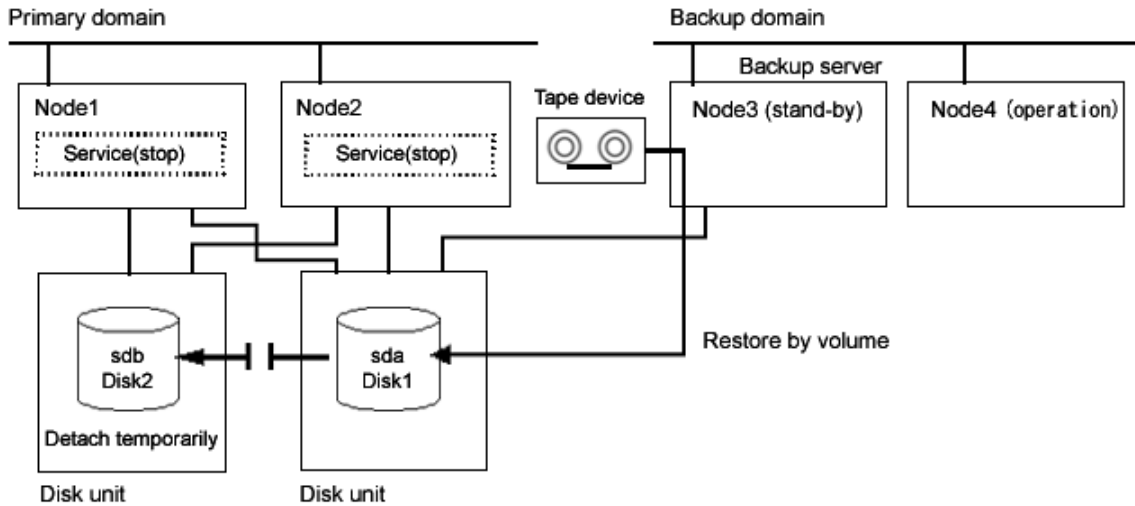 Primary domain
Backup domain
Backup server
Node1
Service(stop)
Node2
Service(stop)
Tape device
Node3 (stand-by)
Node4 (operation)
sdb
Disk2
sda
Disk1
Restore by volume
Detach temporarily
Disk unit
Disk unit